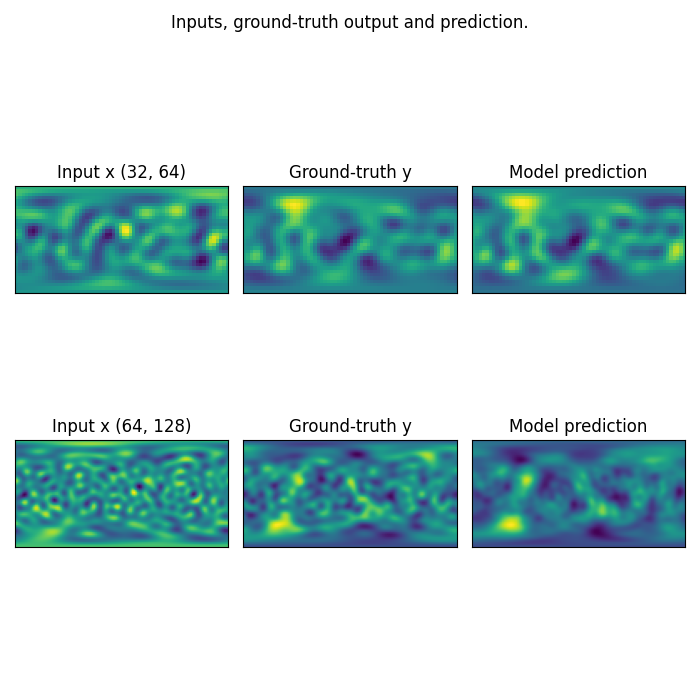 Inputs, ground-truth output and prediction.
Input x (32, 64)
Ground-truth y
Model prediction
Input x (64, 128)
Ground-truth y
Model prediction